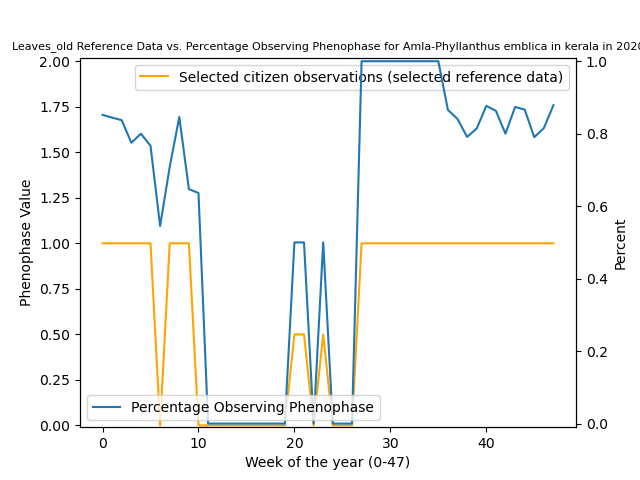 Leaves_old Reference Data vs. Percentage Observing Phenophase for Amla-Phyllanthus emblica in kerala in 2020
Selected citizen observations (selected reference data)
Percentage Observing Phenophase
Phenophase Value
2.00
1.75
1.50
1.25
1.00
0.75
0.50
0.25
0.00
1.0
0.8
0.6
0.4
0.2
0.0
Percent
0 10 20 30 40
Week of the year (0-47)